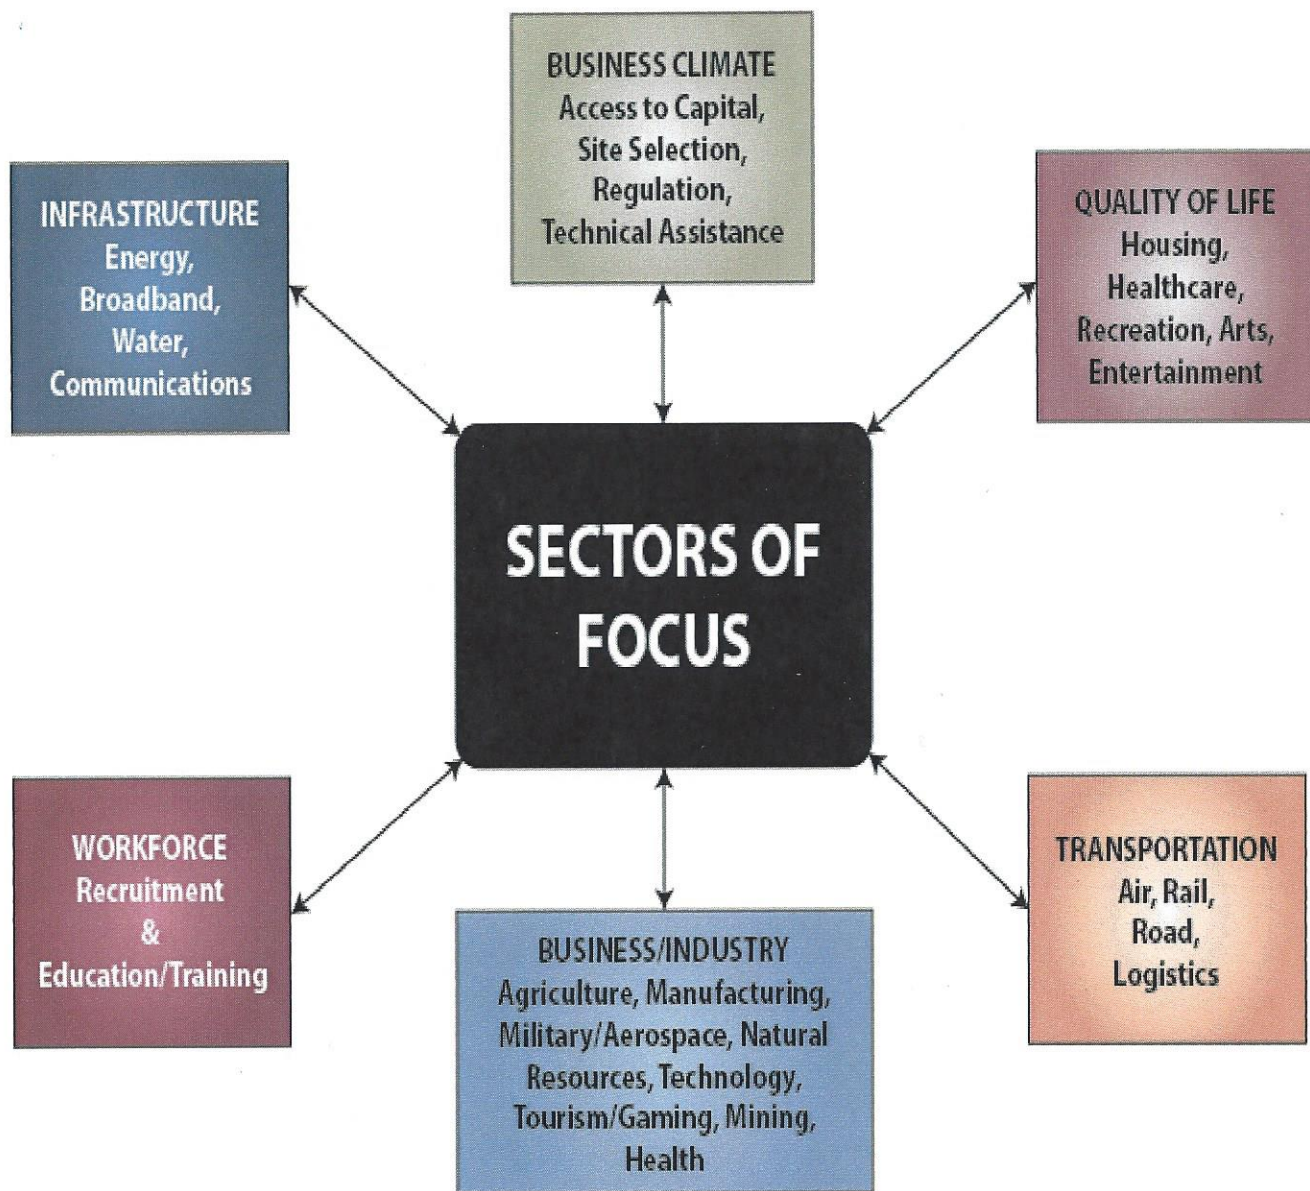 BUSINESS CLIMATE
Access to Capital,
Site Selection,
Regulation,
Technical Assistance
INFRASTRUCTURE
Energy,
Broadband,
Water,
Communications
QUALITY OF LIFE
Housing,
Healthcare,
Recreation, Arts,
Entertainment
SECTORS OF
FOCUS
WORKFORCE
Recruitment
&
Education/Training
BUSINESS/INDUSTRY
Agriculture, Manufacturing,
Military/Aerospace, Natural
Resources, Technology,
Tourism/Gaming, Mining,
Health
TRANSPORTATION
Air, Rail,
Road,
Logistics